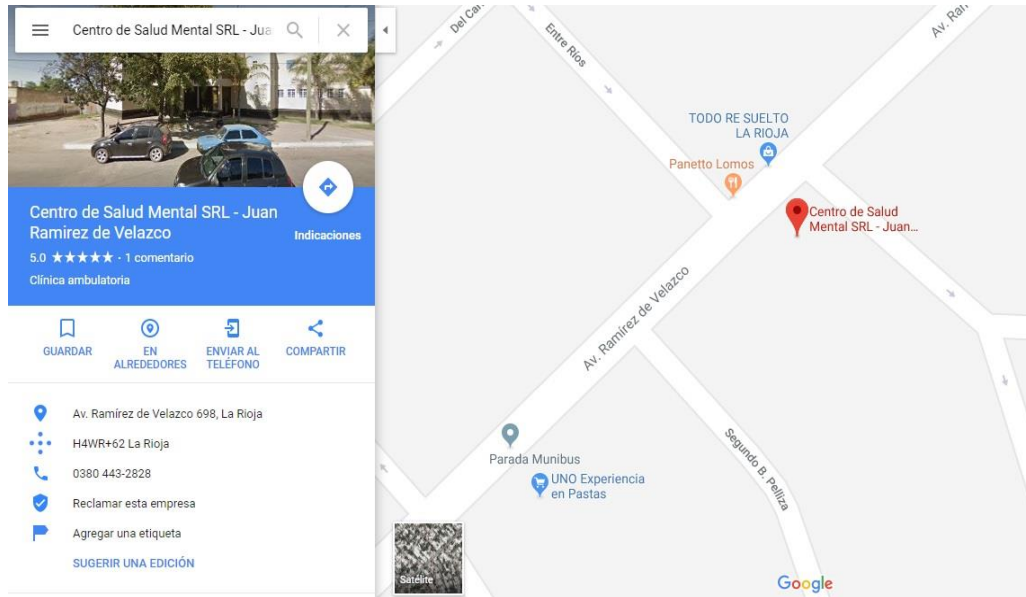 Centro de Salud Mental SRL - Jua
Centro de Salud Mental SRL - Juan
Ramirez de Velazco
Indicaciones
5.0 ★★★★★ · 1 comentario
Clínica ambulatoria
GUARDAR
EN
ALREDEDORES
ENVIAR AL
TELÉFONO
COMPARTIR
Av. Ramírez de Velazco 698, La Rioja
H4WR+62 La Rioja
0380 443-2828
Reclamar esta empresa
Agregar una etiqueta
SUGERIR UNA EDICIÓN
Del Car
Entre Ríos
Av. Ram
TODO RE SUELTO
LA RIOJA
Panetto Lomos
Centro de Salud
Mental SRL - Juan...
Av. Ramírez de Velazco
Segundo B. Pelliza
Parada Munibus
UNO Experiencia
en Pastas
Satélite
Google